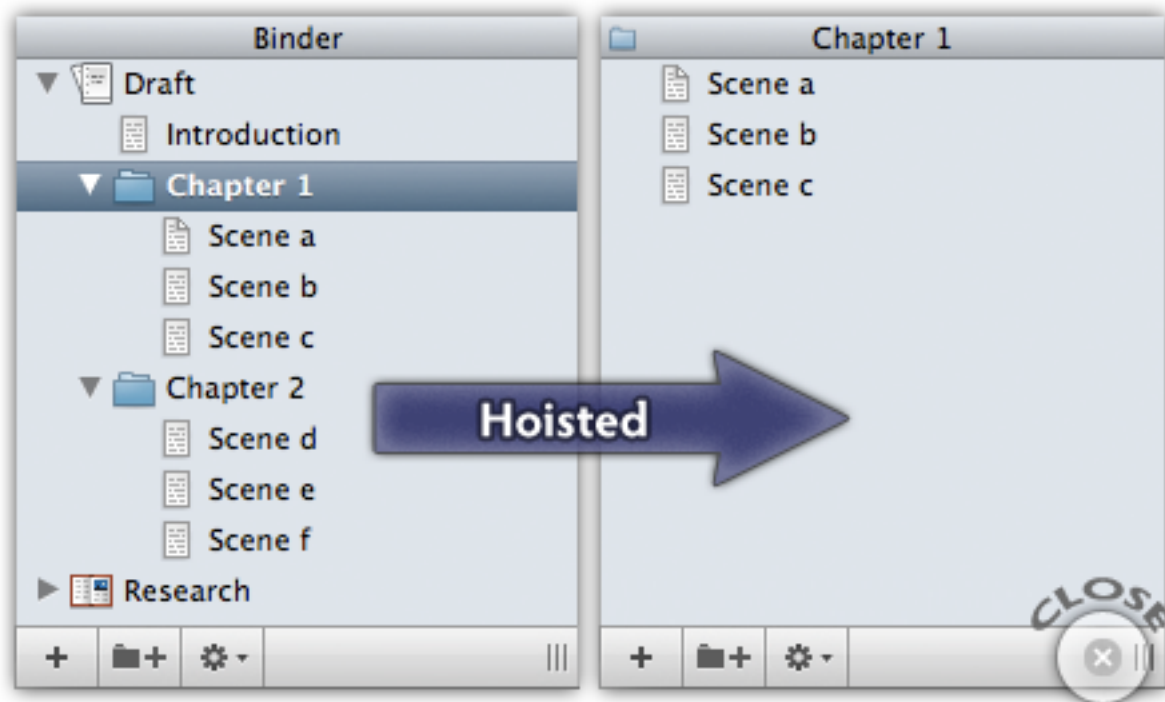 Binder
Draft
Introduction
Chapter 1
Scene a
Scene b
Scene c
Chapter 2
Scene d
Scene e
Scene f
Research
Hoisted
Chapter 1
Scene a
Scene b
Scene c
CLOSE